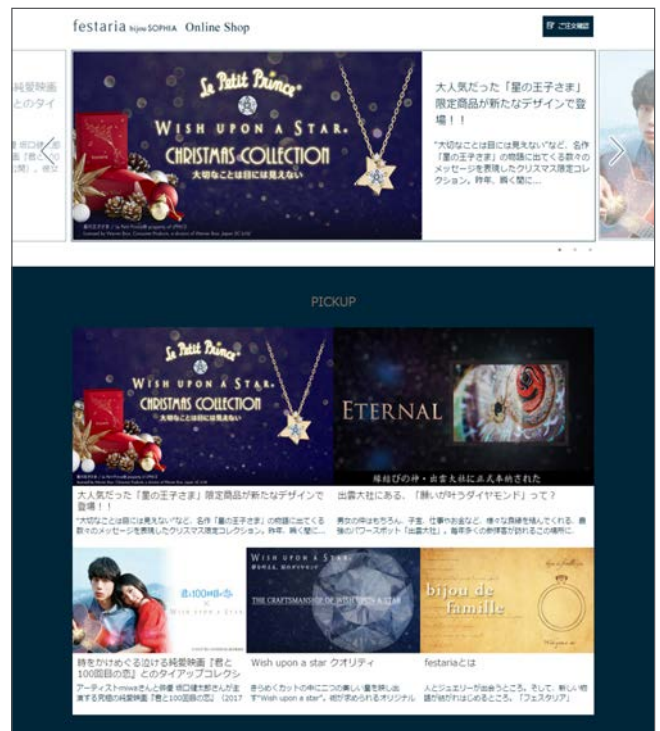 festaria bijou SOPHIA Online Shop
ご注文確認
純愛映画
とのタイ
Le Petit Prince
WISH UPON A STAR
CHRISTMAS COLLECTION
大切なことは目には見えない
大人気だった「星の王子さま」
限定商品が新たなデザインで登
場！！
"大切なことは目には見えない"など、名作
「星の王子さま」の物語に出てくる数々の
メッセージを表現したクリスマス限定コレ
クション。昨年、瞬く間に...
PICKUP
Le Petit Prince
WISH UPON A STAR
CHRISTMAS COLLECTION
大切なことは目には見えない
ETERNAL
縁結びの神・出雲大社に正式奉納された
大人気だった「星の王子さま」限定商品が新たなデザインで
登場！！
"大切なことは目には見えない"など、名作「星の王子さま」の物語に出てくる
数々のメッセージを表現したクリスマス限定コレクション。昨年、瞬く間に...
出雲大社にある、「願いが叶うダイヤモンド」って？
男女の仲はもちろん、子宝、仕事やお金など、様々な良縁を結んでくれる、最
強のパワースポット「出雲大社」。毎年多くの参拝客が訪れるこの場所に、
君と100回目の恋
WISH UPON A STAR
WISH UPON A STAR
THE CRAFTSMANSHIP OF WISH UPON A STAR
bijou de
famille
時をかけめぐる泣ける純愛映画『君と
100回目の恋』とのタイアップコレクシ
アーティストmiwaさんと俳優 坂口健太郎さんが主
演する究極の純愛映画『君と100回目の恋』（2017
Wish upon a star クオリティ
きらめくカットの中に二つの美しい星を映し出
す"Wish upon a star"。術が求められるオリジナル
festariaとは
人とジュエリーが出会うところ。そして、新しい物
語が紡がれはじめるところ。「フェスタリア」